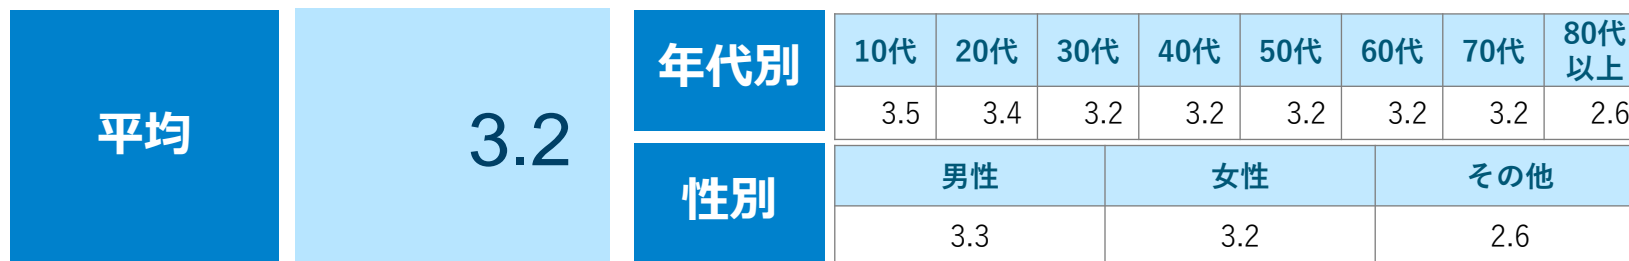 平均
3.2
年代別
10代 20代 30代 40代 50代 60代 70代 80代以上
3.5 3.4 3.2 3.2 3.2 3.2 3.2 2.6
性別
男性 女性 その他
3.3 3.2 2.6